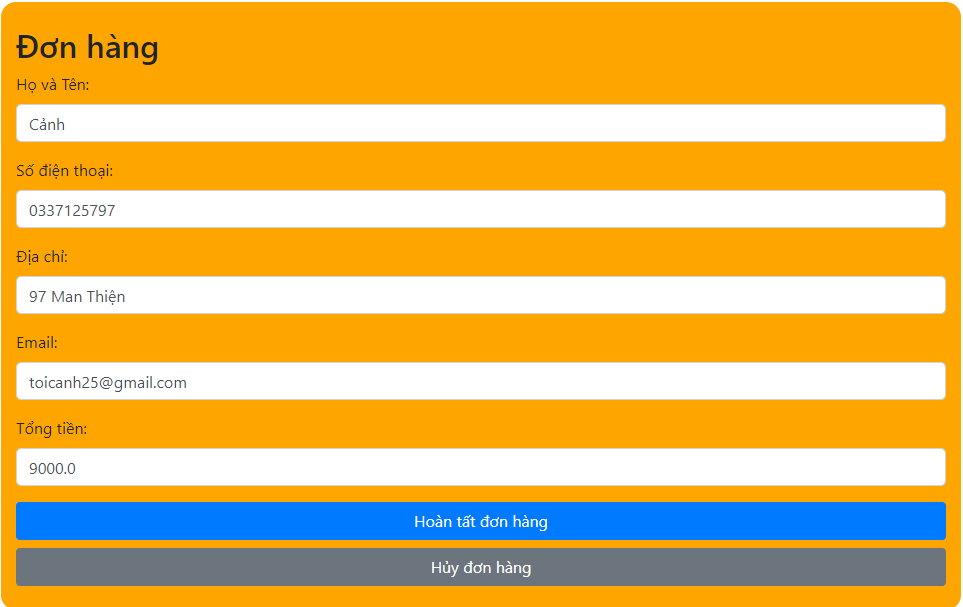 Đơn hàng
Họ và Tên:
Cảnh
Số điện thoại:
0337125797
Địa chỉ:
97 Man Thiện
Email:
toicanh25@gmail.com
Tổng tiền:
9000.0
Hoàn tất đơn hàng
Hủy đơn hàng